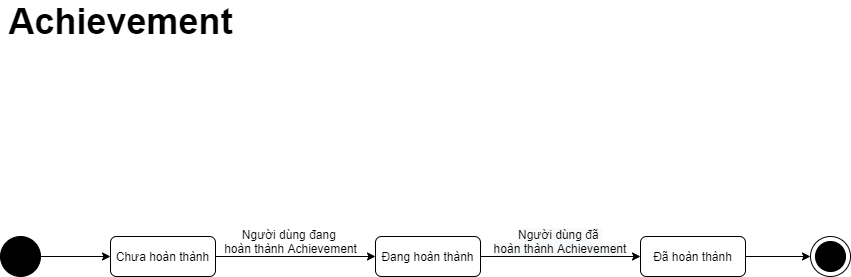 Achievement
Chưa hoàn thành
Người dùng đang
hoàn thành Achievement
Đang hoàn thành
Người dùng đã
hoàn thành Achievement
Đã hoàn thành